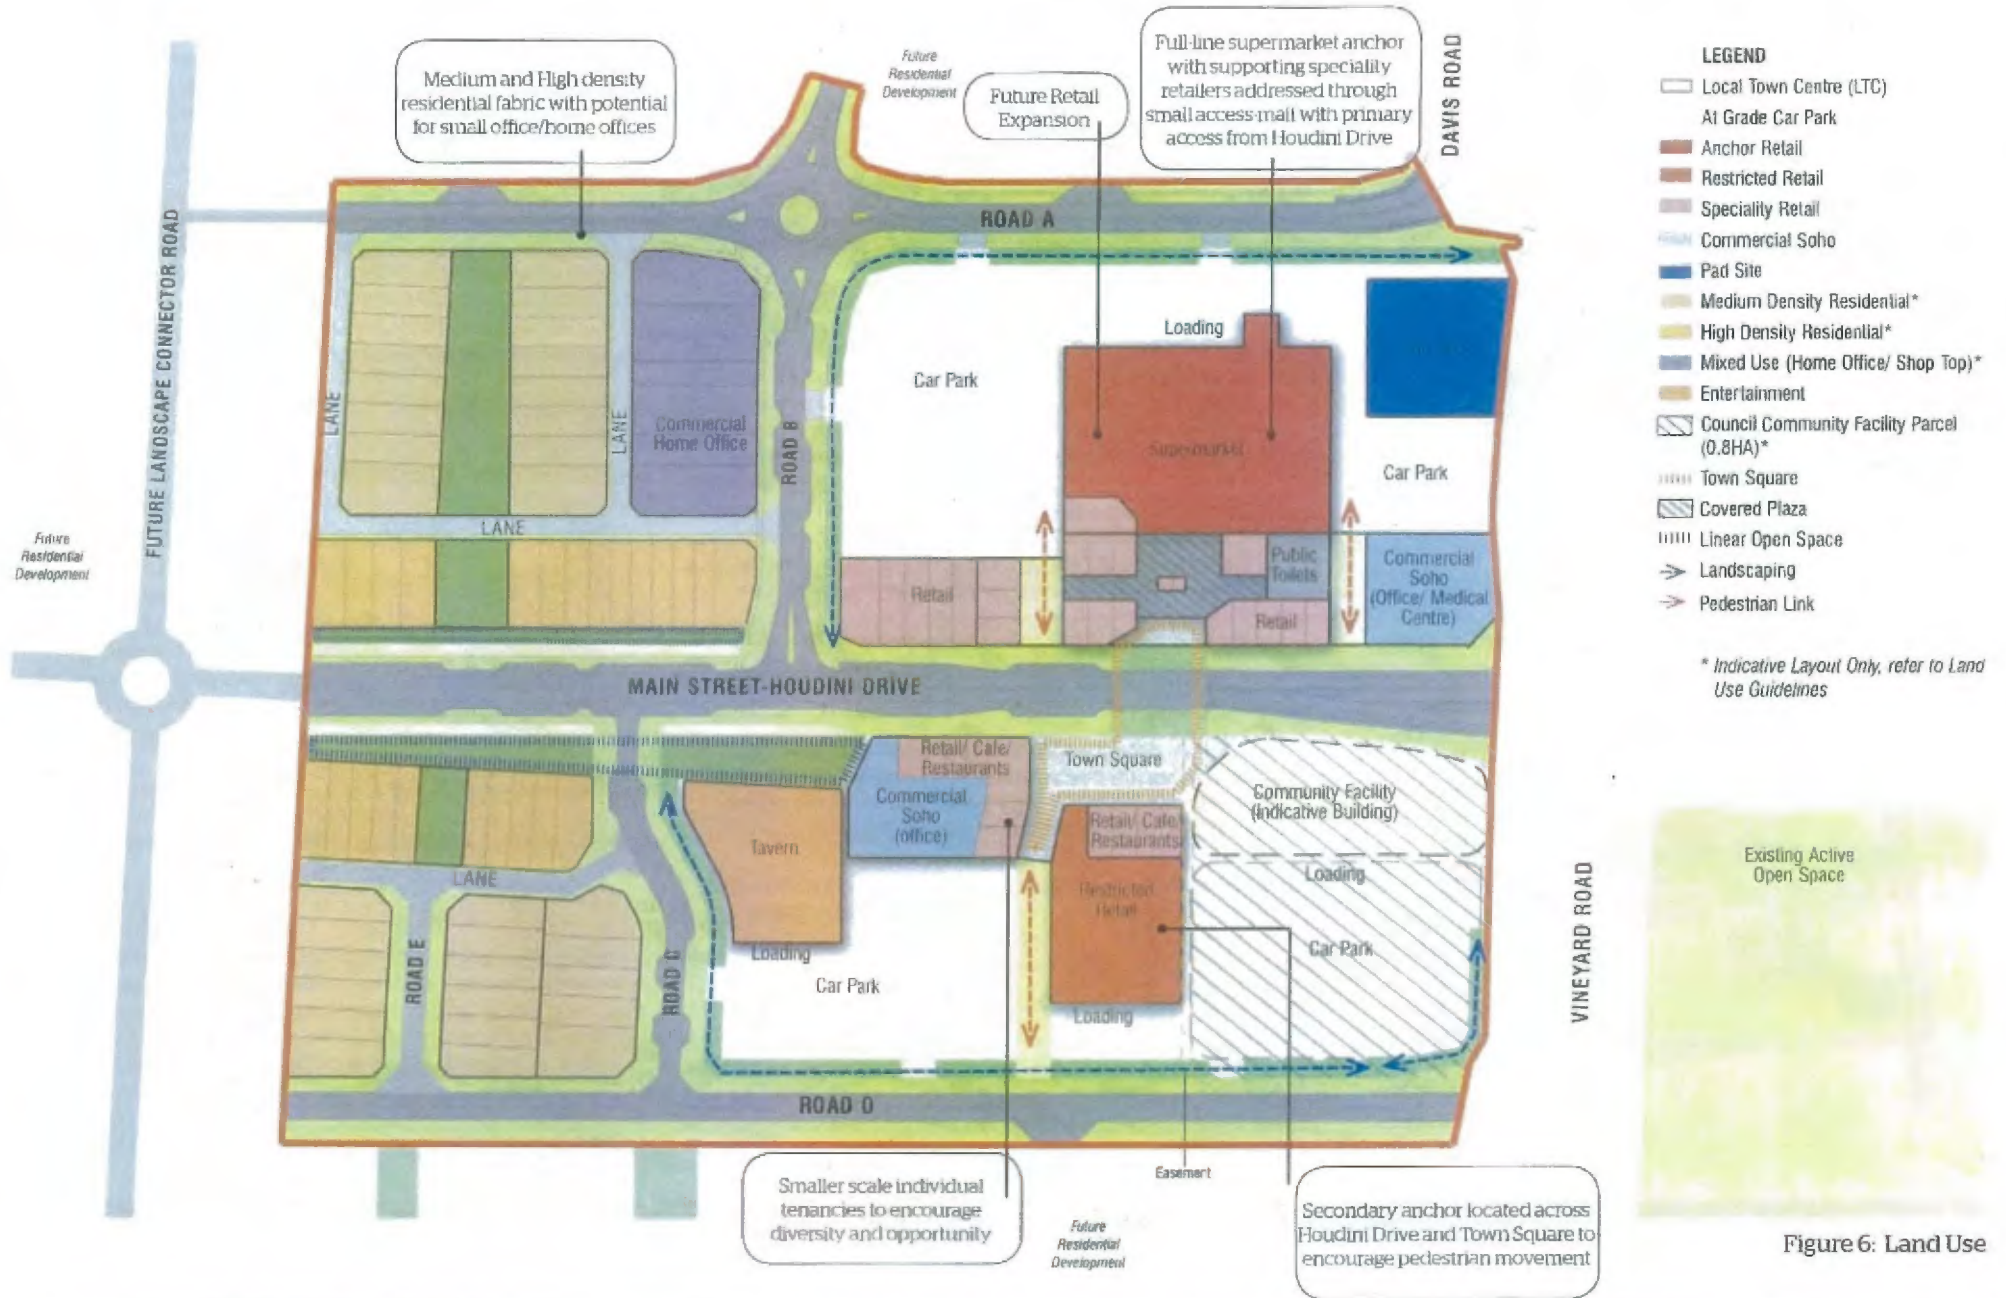 Medium and High density
residential fabric with potential
for small office/home offices
Future
Residential
Development
Future Retail
Expansion
Full-line supermarket anchor
with supporting speciality
retailers addressed through
small access-mall with primary
access from Houdini Drive
DAVIS ROAD
LEGEND
Local Town Centre (LTC)
At Grade Car Park
Anchor Retail
Restricted Retail
Speciality Retail
Commercial Soho
Pad Site
Medium Density Residential*
High Density Residential*
Mixed Use (Home Office/ Shop Top)*
Entertainment
Council Community Facility Parcel
(0.8HA)*
Town Square
Covered Plaza
Linear Open Space
Landscaping
Pedestrian Link
* Indicative Layout Only, refer to Land
Use Guidelines
FUTURE LANDSCAPE CONNECTOR ROAD
Future
Residential
Development
ROAD A
LANE
LANE
Commercial
Home Office
ROAD B
Car Park
Loading
Supermarket
Car Park
LANE
Retail
Public
Toilets
Retail
Commercial
Soho
(Office/ Medical
Centre)
MAIN STREET-HOUDINI DRIVE
Retail/ Cafe/
Restaurants
Commercial
Soho
(office)
Town Square
Community Facility
(Indicative Building)
Tavern
Retail/ Cafe/
Restaurants
Restricted
Retail
Loading
Car Park
LANE
ROAD E
ROAD C
Loading
Car Park
Loading
VINEYARD ROAD
Existing Active
Open Space
ROAD D
Smaller scale individual
tenancies to encourage
diversity and opportunity
Easement
Future
Residential
Development
Secondary anchor located across
Houdini Drive and Town Square to
encourage pedestrian movement
Figure 6: Land Use